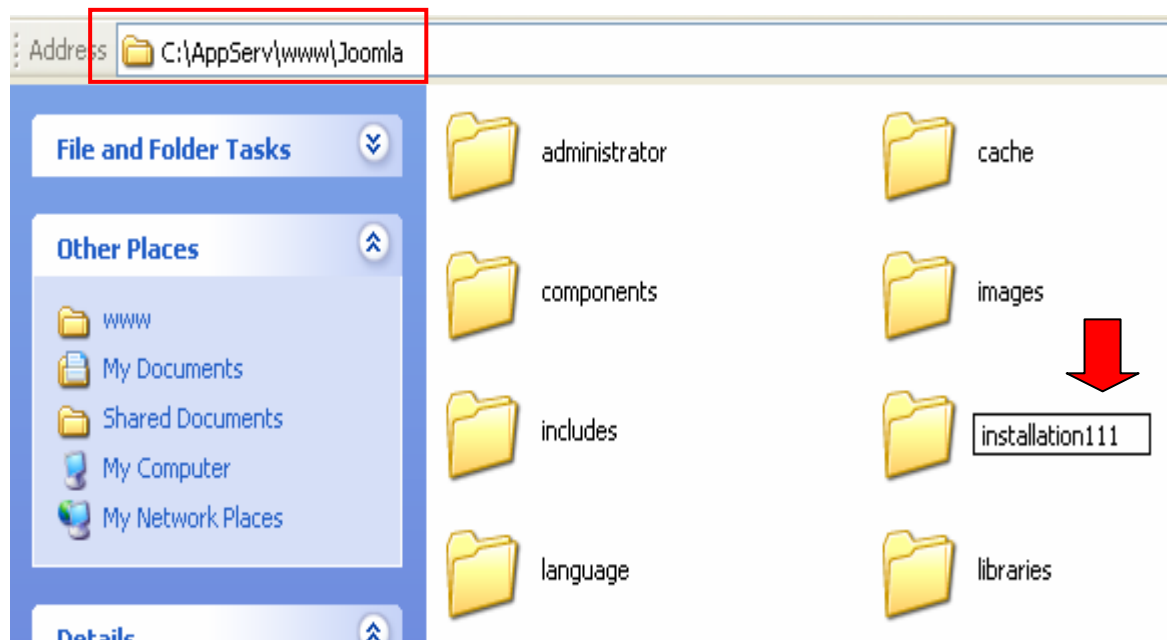 Address C:\AppServ\www\Joomla
File and Folder Tasks
Other Places
www
My Documents
Shared Documents
My Computer
My Network Places
Details
administrator
cache
components
images
includes
installation111
language
libraries